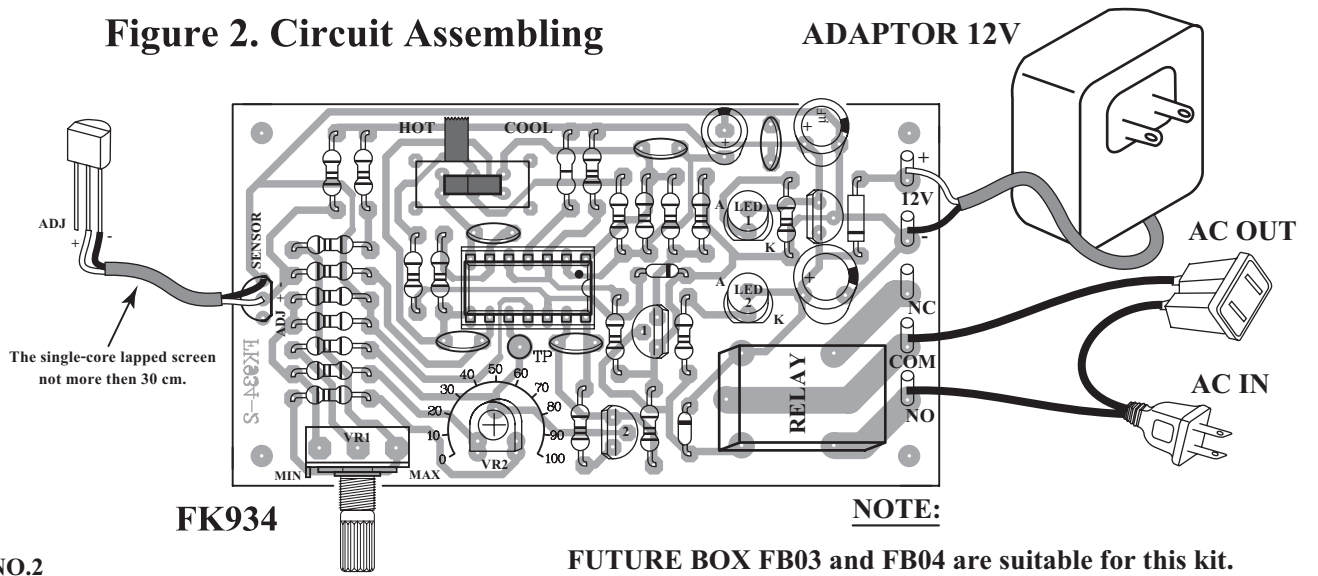 Figure 2. Circuit Assembling
ADAPTOR 12V
HOT
COOL
µF
+
+
+
+
12V
-
ADJ
+
-
SENSOR
ADJ + -
A
LED
1
K
A
LED
2
K
AC OUT
NC
COM
NO
AC IN
The single-core lapped screen
not more then 30 cm.
FK934-2
TP
1
2
RELAY
0
10
20
30
40
50
60
70
80
90
100
VR1
VR2
MIN
MAX
FK934
NOTE:
NO.2
FUTURE BOX FB03 and FB04 are suitable for this kit.